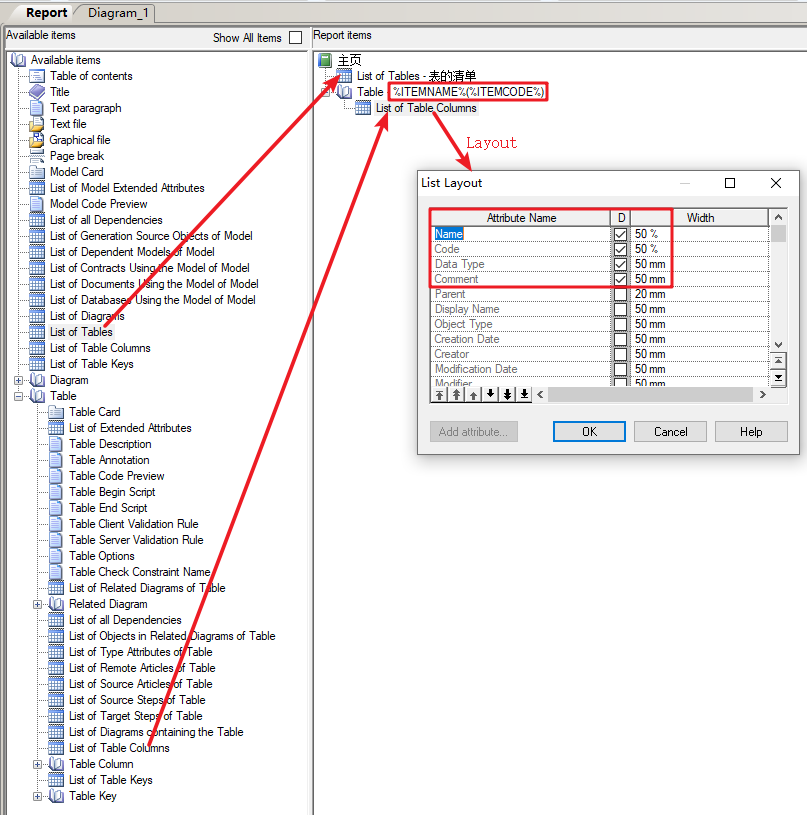 Report
Diagram_1
Available items
Show All Items
Available items
Table of contents
Title
Text paragraph
Text file
Graphical file
Page break
Model Card
List of Model Extended Attributes
Model Code Preview
List of all Dependencies
List of Generation Source Objects of Model
List of Dependent Models of Model
List of Contracts Using the Model of Model
List of Documents Using the Model of Model
List of Databases Using the Model of Model
List of Diagrams
List of Tables
List of Table Columns
List of Table Keys
Diagram
Table
Table Card
List of Extended Attributes
Table Description
Table Annotation
Table Code Preview
Table Begin Script
Table End Script
Table Client Validation Rule
Table Server Validation Rule
Table Options
Table Check Constraint Name
List of Related Diagrams of Table
Related Diagram
List of all Dependencies
List of Objects in Related Diagrams of Table
List of Type Attributes of Table
List of Remote Articles of Table
List of Source Articles of Table
List of Source Steps of Table
List of Target Steps of Table
List of Diagrams containing the Table
List of Table Columns
Table Column
List of Table Keys
Table Key
Report items
主页
List of Tables - 表的清单
Table - %ITEMNAME%(%ITEMCODE%)
List of Table Columns
Layout
List Layout
Attribute Name D Width
Name 50 %
Code 50 %
Data Type 50 mm
Comment 50 mm
Parent 20 mm
Display Name 50 mm
Object Type 50 mm
Creation Date 50 mm
Creator 50 mm
Modification Date 50 mm
Modifier 50 mm
Add attribute...
OK
Cancel
Help